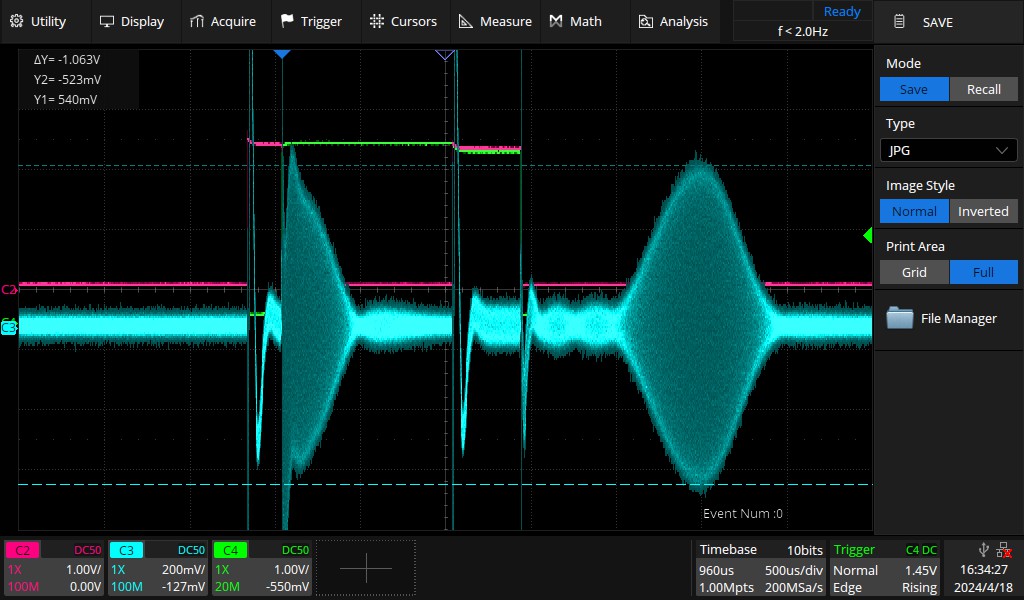 Utility Display Acquire Trigger Cursors Measure Math Analysis
Ready
f < 2.0Hz
SAVE
ΔY= -1.063V
Y2= -523mV
Y1= 540mV
Mode
Save Recall
Type
JPG
Image Style
Normal Inverted
Print Area
Grid Full
File Manager
C2
C3
Event Num :0
C2 DC50
1X 1.00V/
100M 0.00V
C3 DC50
1X 200mV/
100M -127mV
C4 DC50
1X 1.00V/
20M -550mV
Timebase 10bits
960us 500us/div
1.00Mpts 200MSa/s
Trigger C4 DC
Normal 1.45V
Edge Rising
16:34:27
2024/4/18